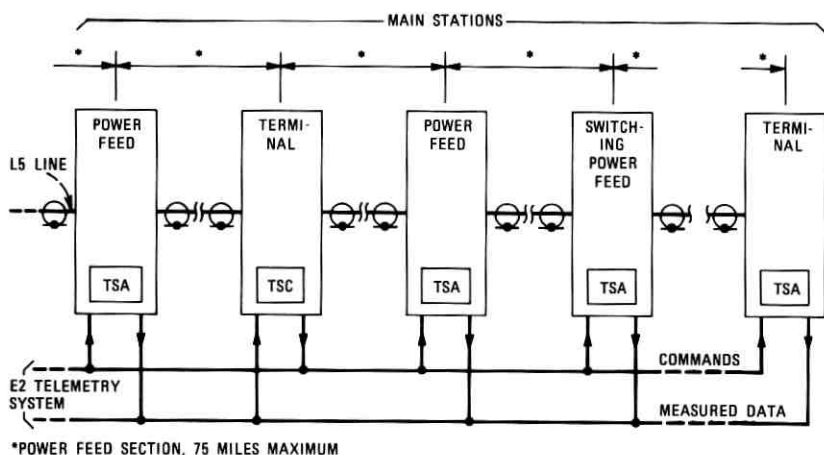 MAIN STATIONS
* * * * * *
POWER
FEED
TERMI-
NAL
POWER
FEED
SWITCH-
ING
POWER
FEED
TERMI-
NAL
L5 LINE
TSA
TSC
TSA
TSA
TSA
COMMANDS
E2 TELEMETRY
SYSTEM
MEASURED DATA
*POWER FEED SECTION, 75 MILES MAXIMUM